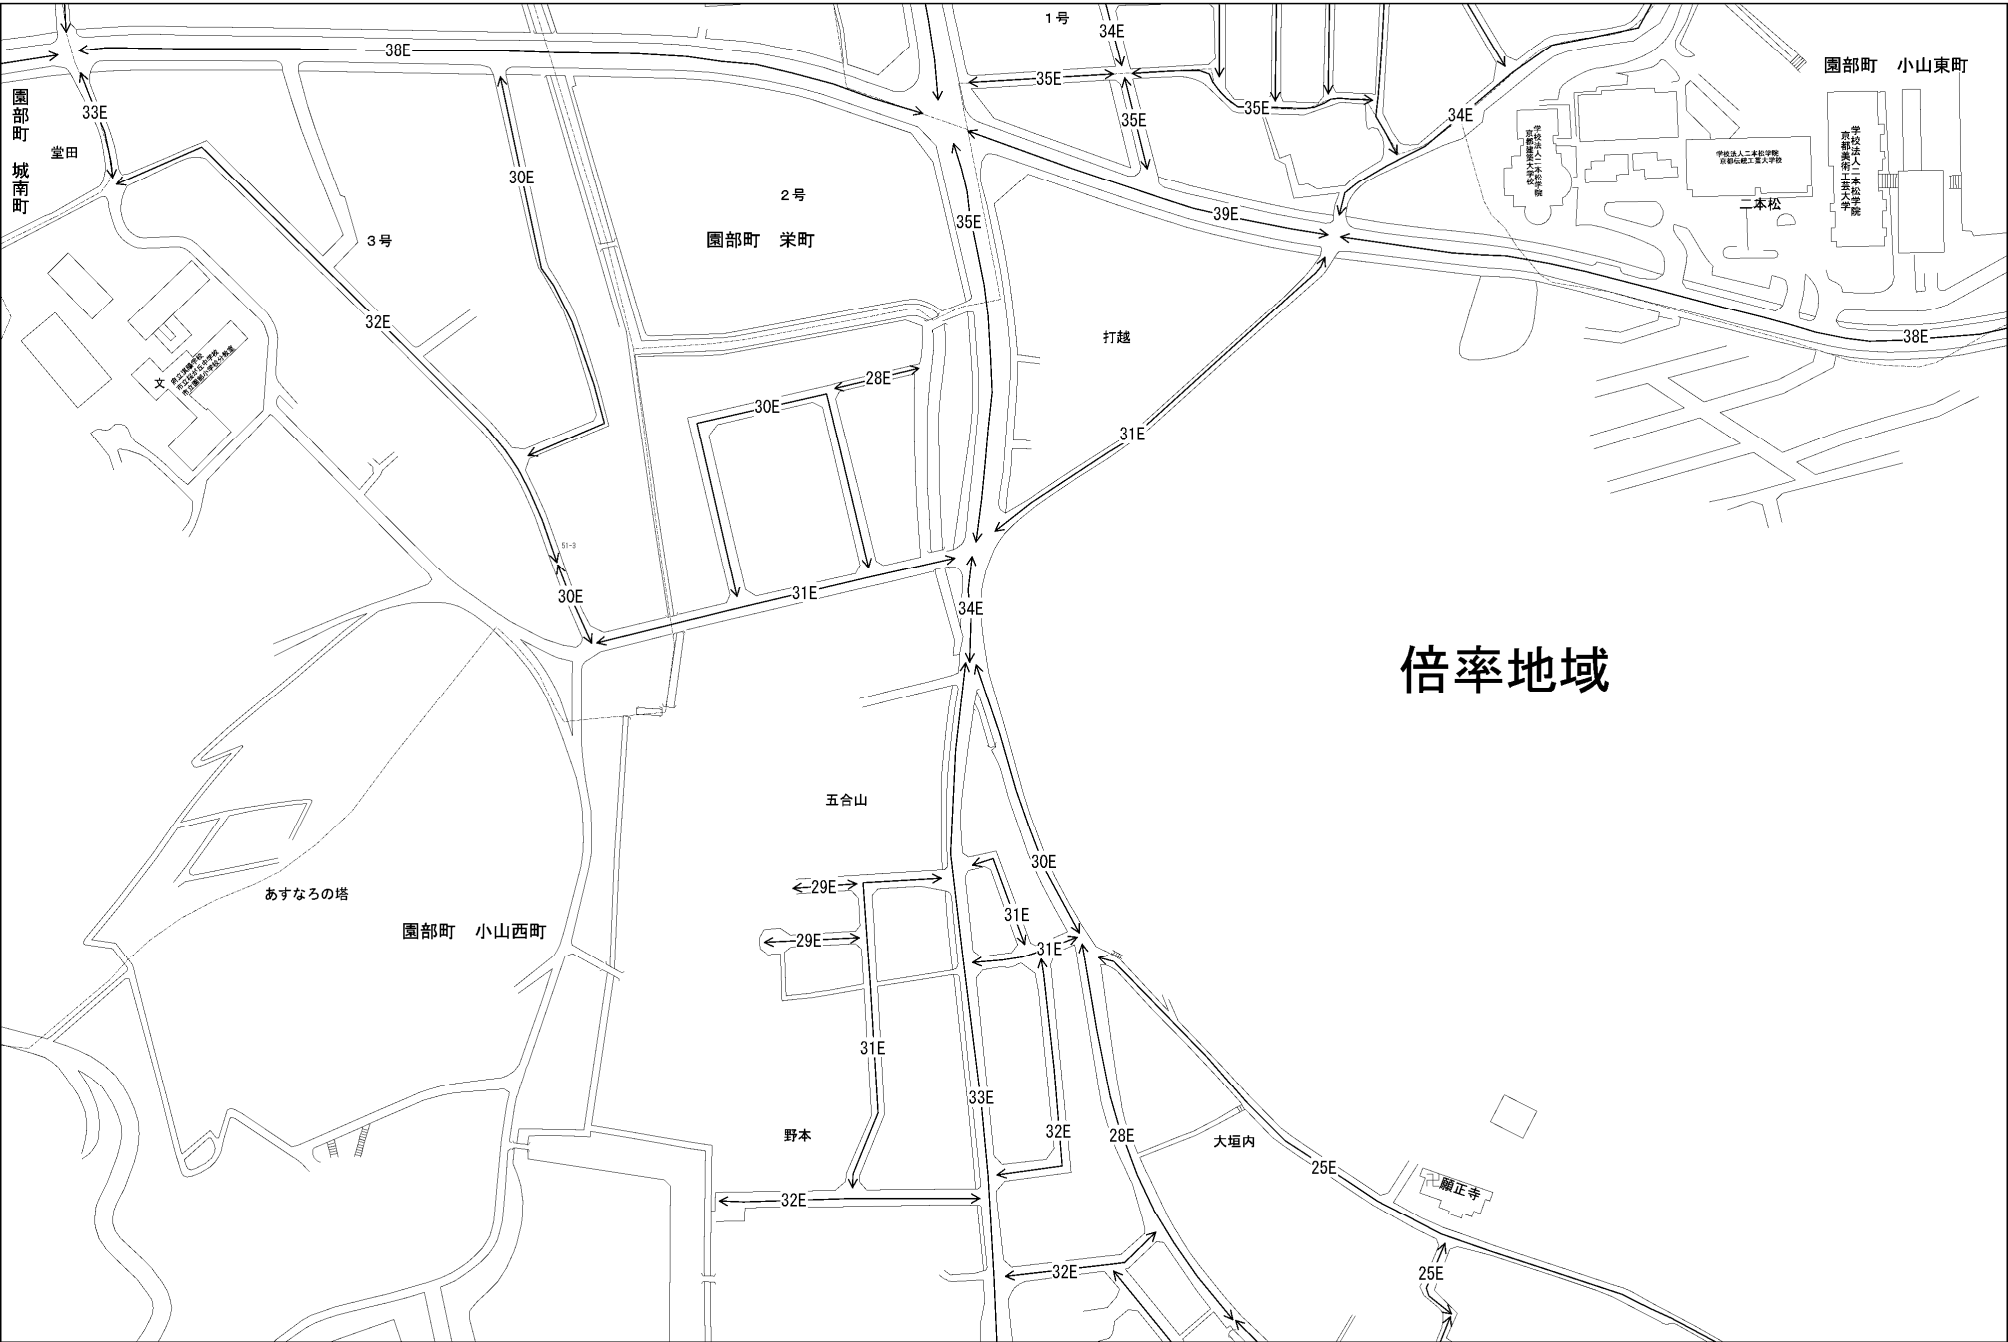 1号
34E
38E
35E
園部町　小山東町
33E
園部町　城南町
堂田
35E
35E
34E
学校法人二本松学院
京都建築大学校
学校法人二本松学院
京都伝統工芸大学校
学校法人二本松学院
京都美術工芸大学
二本松
30E
2号
園部町　栄町
35E
39E
3号
32E
打越
38E
文
28E
30E
31E
51-3
30E
31E
34E
倍率地域
五合山
30E
29E
あすなろの塔
31E
園部町　小山西町
29E
31E
31E
33E
野本
32E
28E
大垣内
25E
願正寺
32E
32E
25E